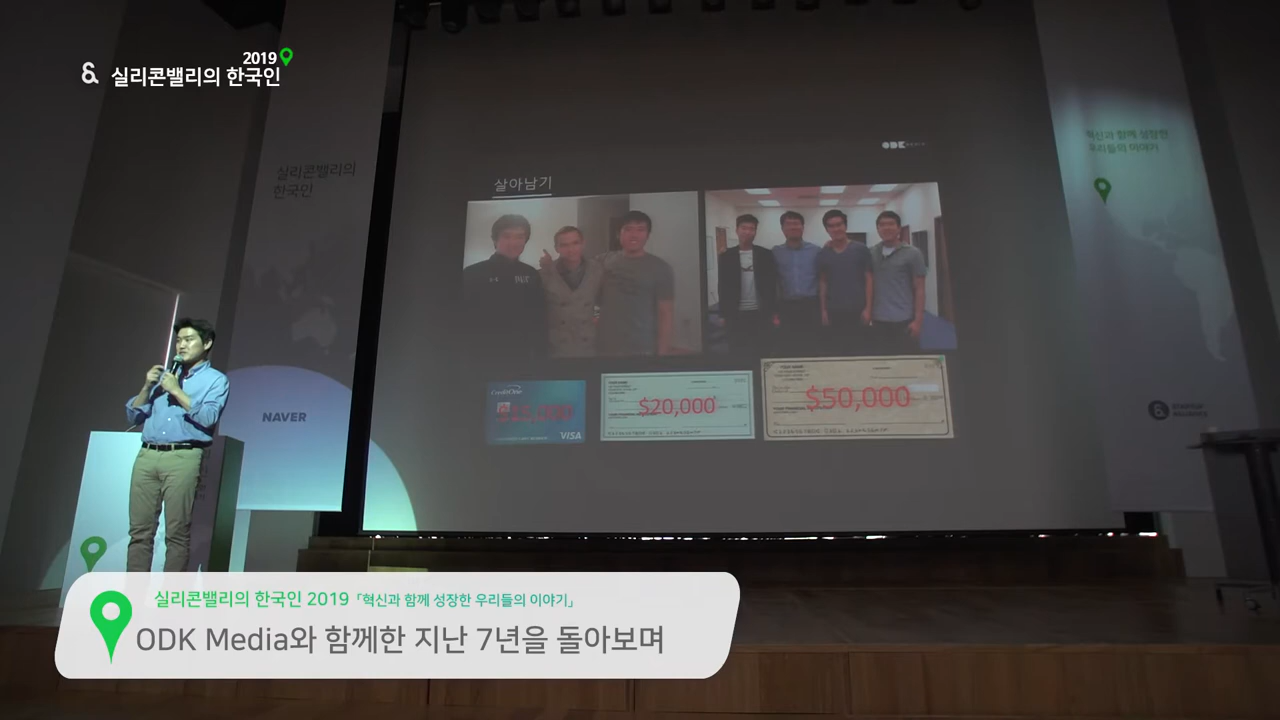 2019
& 실리콘밸리의 한국인
실리콘밸리의
한국인
NAVER
ODK MEDIA
살아남기
$20,000
$50,000
VISA
혁신과 함께 성장한
우리들의 이야기
STARTUP
ALLIANCE
실리콘밸리의 한국인 2019 「혁신과 함께 성장한 우리들의 이야기」
ODK Media와 함께한 지난 7년을 돌아보며